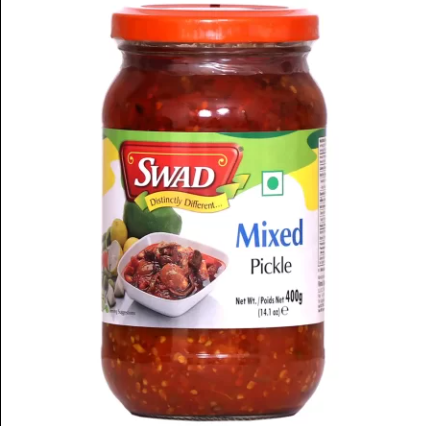 SWAD
Distinctly Different...
Mixed
Pickle
Net Wt. / Poids Net 400g
(14.1 oz) ℮